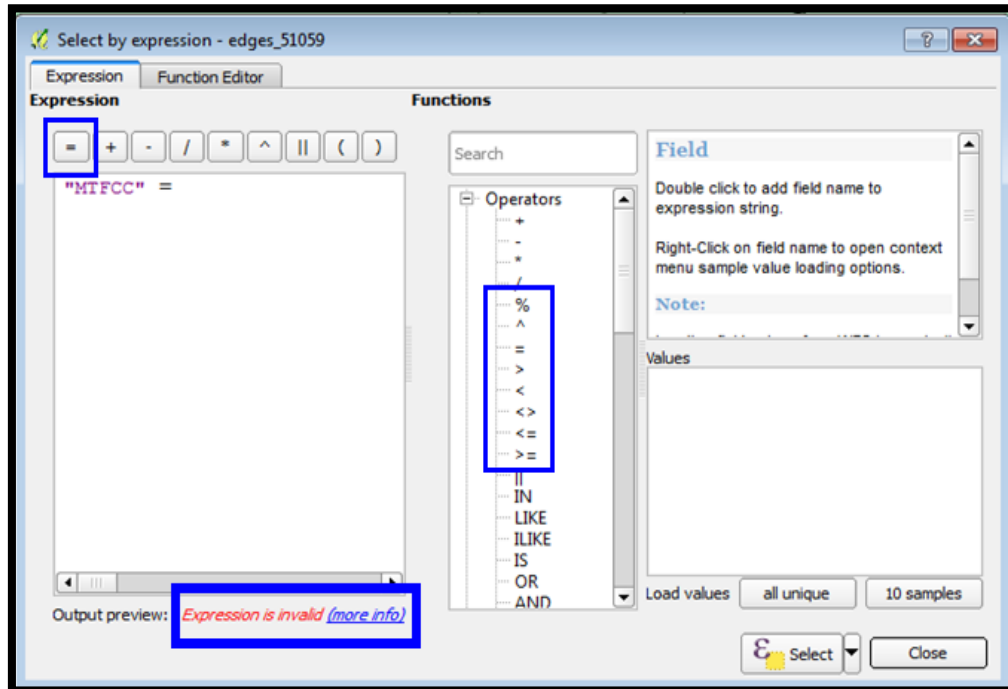 Select by expression - edges_51059
?
Expression Function Editor
Expression
Functions
= + - / * ^ || ( )
"MTFCC" =
Search
Operators
+
-
*
/
%
^
=
>
<
<>
<=
>=
||
IN
LIKE
ILIKE
IS
OR
AND
Field
Double click to add field name to
expression string.
Right-Click on field name to open context
menu sample value loading options.
Note:
Values
Load values all unique 10 samples
Output preview: Expression is invalid (more info)
ε Select Close